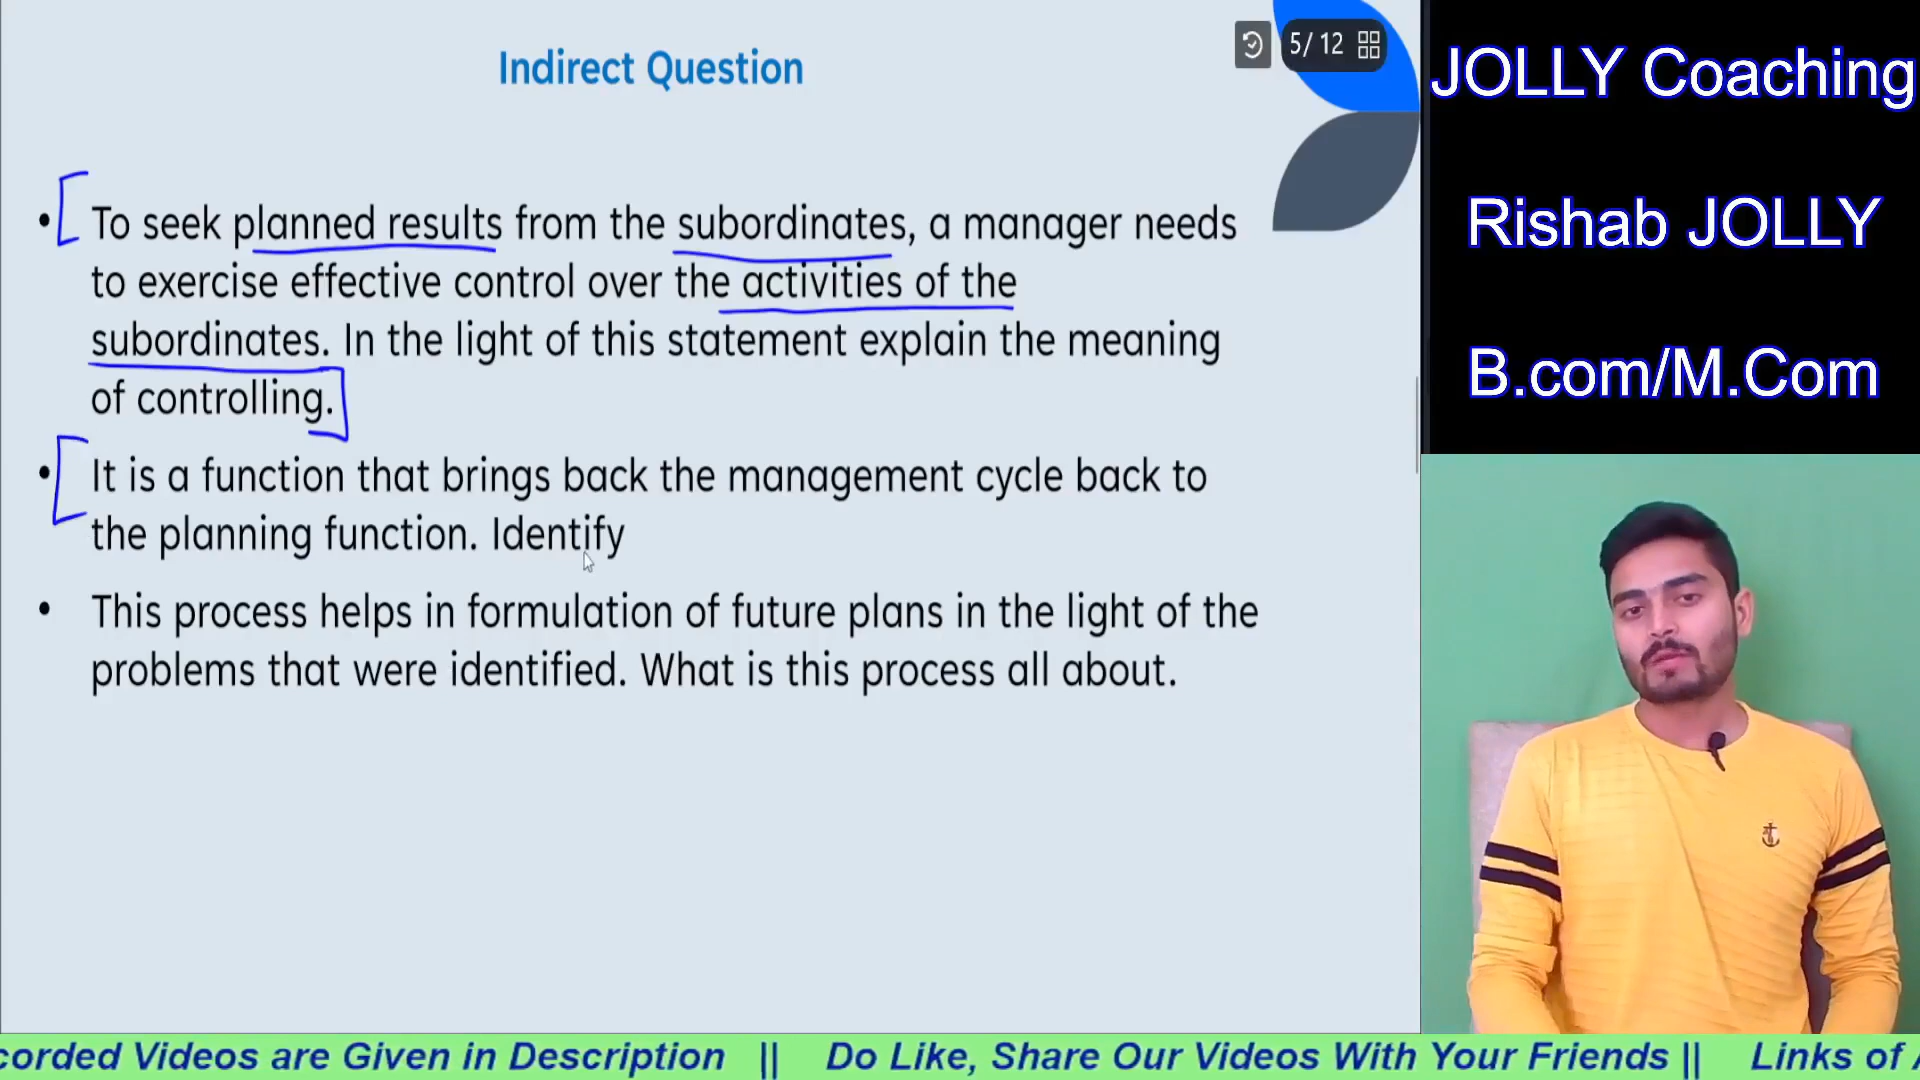 Indirect Question
5/ 12
• To seek planned results from the subordinates, a manager needs
to exercise effective control over the activities of the
subordinates. In the light of this statement explain the meaning
of controlling.
• It is a function that brings back the management cycle back to
the planning function. Identify
• This process helps in formulation of future plans in the light of the
problems that were identified. What is this process all about.
JOLLY Coaching
Rishab JOLLY
B.com/M.Com
corded Videos are Given in Description || Do Like, Share Our Videos With Your Friends || Links of